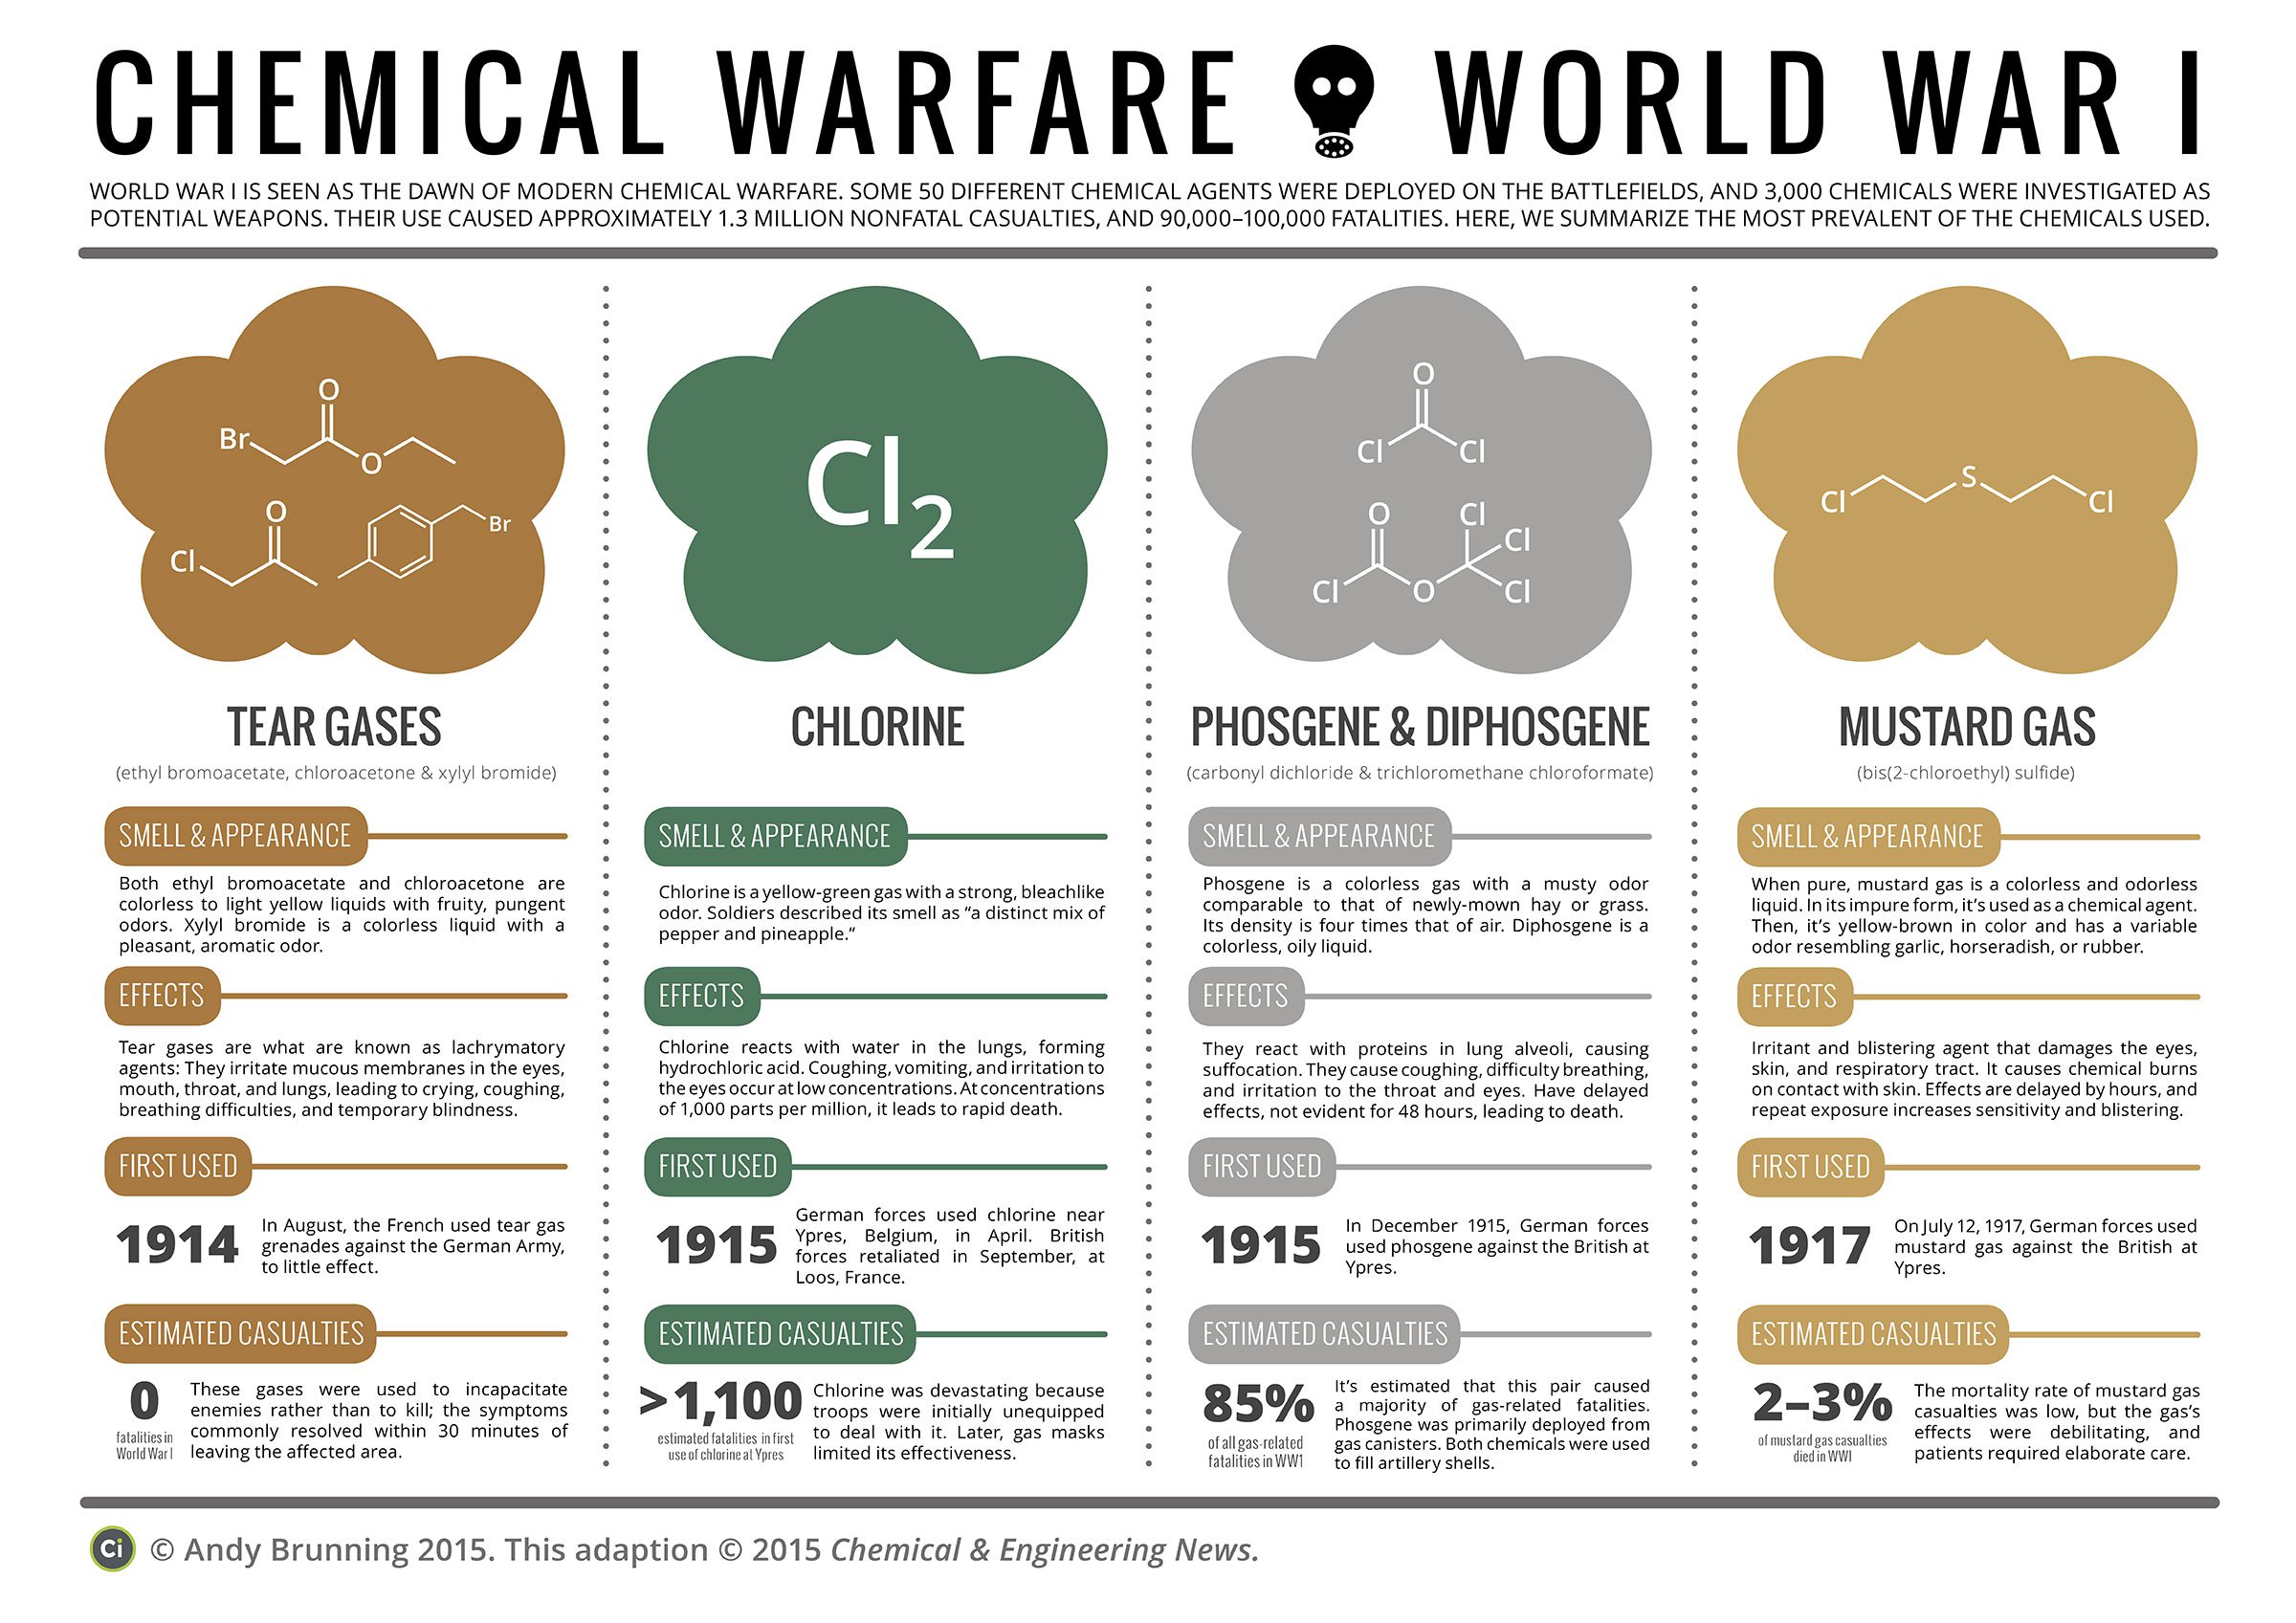 CHEMICAL WARFARE WORLD WAR I
WORLD WAR I IS SEEN AS THE DAWN OF MODERN CHEMICAL WARFARE. SOME 50 DIFFERENT CHEMICAL AGENTS WERE DEPLOYED ON THE BATTLEFIELDS, AND 3,000 CHEMICALS WERE INVESTIGATED AS
POTENTIAL WEAPONS. THEIR USE CAUSED APPROXIMATELY 1.3 MILLION NONFATAL CASUALTIES, AND 90,000–100,000 FATALITIES. HERE, WE SUMMARIZE THE MOST PREVALENT OF THE CHEMICALS USED.
O
Br
O
O
Cl
Br
TEAR GASES
(ethyl bromoacetate, chloroacetone & xylyl bromide)
SMELL & APPEARANCE
Both ethyl bromoacetate and chloroacetone are
colorless to light yellow liquids with fruity, pungent
odors. Xylyl bromide is a colorless liquid with a
pleasant, aromatic odor.
EFFECTS
Tear gases are what are known as lachrymatory
agents: They irritate mucous membranes in the eyes,
mouth, throat, and lungs, leading to crying, coughing,
breathing difficulties, and temporary blindness.
FIRST USED
1914
In August, the French used tear gas
grenades against the German Army,
to little effect.
ESTIMATED CASUALTIES
0
fatalities in
World War I
These gases were used to incapacitate
enemies rather than to kill; the symptoms
commonly resolved within 30 minutes of
leaving the affected area.
Cl2
CHLORINE
SMELL & APPEARANCE
Chlorine is a yellow-green gas with a strong, bleachlike
odor. Soldiers described its smell as “a distinct mix of
pepper and pineapple.”
EFFECTS
Chlorine reacts with water in the lungs, forming
hydrochloric acid. Coughing, vomiting, and irritation to
the eyes occur at low concentrations. At concentrations
of 1,000 parts per million, it leads to rapid death.
FIRST USED
1915
German forces used chlorine near
Ypres, Belgium, in April. British
forces retaliated in September, at
Loos, France.
ESTIMATED CASUALTIES
>1,100
estimated fatalities in first
use of chlorine at Ypres
Chlorine was devastating because
troops were initially unequipped
to deal with it. Later, gas masks
limited its effectiveness.
O
Cl Cl
O Cl
Cl
Cl O Cl
PHOSGENE & DIPHOSGENE
(carbonyl dichloride & trichloromethane chloroformate)
SMELL & APPEARANCE
Phosgene is a colorless gas with a musty odor
comparable to that of newly-mown hay or grass.
Its density is four times that of air. Diphosgene is a
colorless, oily liquid.
EFFECTS
They react with proteins in lung alveoli, causing
suffocation. They cause coughing, difficulty breathing,
and irritation to the throat and eyes. Have delayed
effects, not evident for 48 hours, leading to death.
FIRST USED
1915
In December 1915, German forces
used phosgene against the British at
Ypres.
ESTIMATED CASUALTIES
85%
of all gas-related
fatalities in WW1
It’s estimated that this pair caused
a majority of gas-related fatalities.
Phosgene was primarily deployed from
gas canisters. Both chemicals were used
to fill artillery shells.
Cl S Cl
MUSTARD GAS
(bis(2-chloroethyl) sulfide)
SMELL & APPEARANCE
When pure, mustard gas is a colorless and odorless
liquid. In its impure form, it’s used as a chemical agent.
Then, it’s yellow-brown in color and has a variable
odor resembling garlic, horseradish, or rubber.
EFFECTS
Irritant and blistering agent that damages the eyes,
skin, and respiratory tract. It causes chemical burns
on contact with skin. Effects are delayed by hours, and
repeat exposure increases sensitivity and blistering.
FIRST USED
1917
On July 12, 1917, German forces used
mustard gas against the British at
Ypres.
ESTIMATED CASUALTIES
2–3%
of mustard gas casualties
died in WWI
The mortality rate of mustard gas
casualties was low, but the gas’s
effects were debilitating, and
patients required elaborate care.
Ci © Andy Brunning 2015. This adaption © 2015 Chemical & Engineering News.